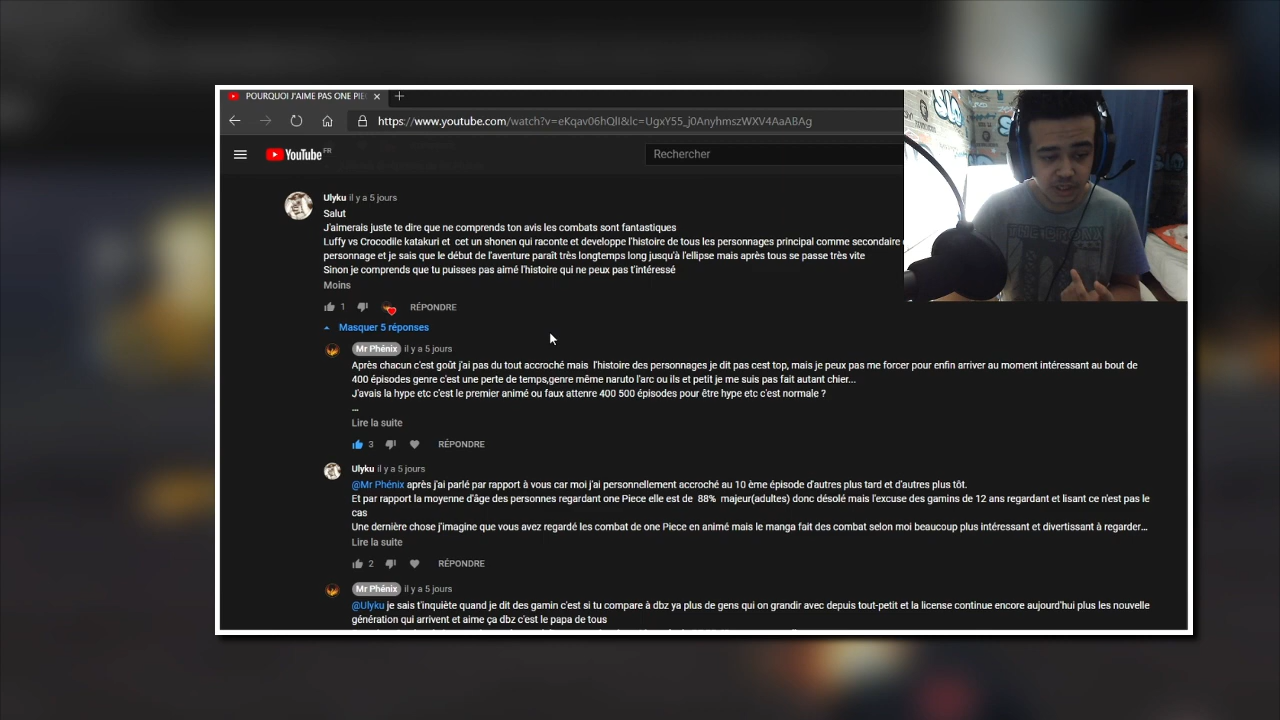 POURQUOI J'AIME PAS ONE PIE
https://www.youtube.com/watch?v=eKqav06hQlI&lc=UgxY55_j0AnyhmszWXV4AaABAg
YouTube FR
Rechercher
Ulyku il y a 5 jours
Salut
J'aimerais juste te dire que ne comprends ton avis les combats sont fantastiques
Luffy vs Crocodile katakuri et cet un shonen qui raconte et developpe l'histoire de tous les personnages principal comme secondaire
personnage et je sais que le début de l'aventure paraît très longtemps long jusqu'à l'ellipse mais après tous se passe très vite
Sinon je comprends que tu puisses pas aimé l'histoire qui ne peux pas t'intéressé
Moins
1 RÉPONDRE
Masquer 5 réponses
Mr Phénix il y a 5 jours
Après chacun c'est goût j'ai pas du tout accroché mais l'histoire des personnages je dit pas cest top, mais je peux pas me forcer pour enfin arriver au moment intéressant au bout de
400 épisodes genre c'est une perte de temps,genre même naruto l'arc ou ils et petit je me suis pas fait autant chier...
J'avais la hype etc c'est le premier animé ou faux attenre 400 500 épisodes pour être hype etc c'est normale ?
...
Lire la suite
3 RÉPONDRE
Ulyku il y a 5 jours
@Mr Phénix après j'ai parlé par rapport à vous car moi j'ai personnellement accroché au 10 ème épisode d'autres plus tard et d'autres plus tôt.
Et par rapport la moyenne d'âge des personnes regardant one Piece elle est de 88% majeur(adultes) donc désolé mais l'excuse des gamins de 12 ans regardant et lisant ce n'est pas le
cas
Une dernière chose j'imagine que vous avez regardé les combat de one Piece en animé mais le manga fait des combat selon moi beaucoup plus intéressant et divertissant à regarder...
Lire la suite
2 RÉPONDRE
Mr Phénix il y a 5 jours
@Ulyku je sais t'inquiète quand je dit des gamin c'est si tu compare à dbz ya plus de gens qui on grandir avec depuis tout-petit et la license continue encore aujourd'hui plus les nouvelle
génération qui arrivent et aime ça dbz c'est le papa de tous